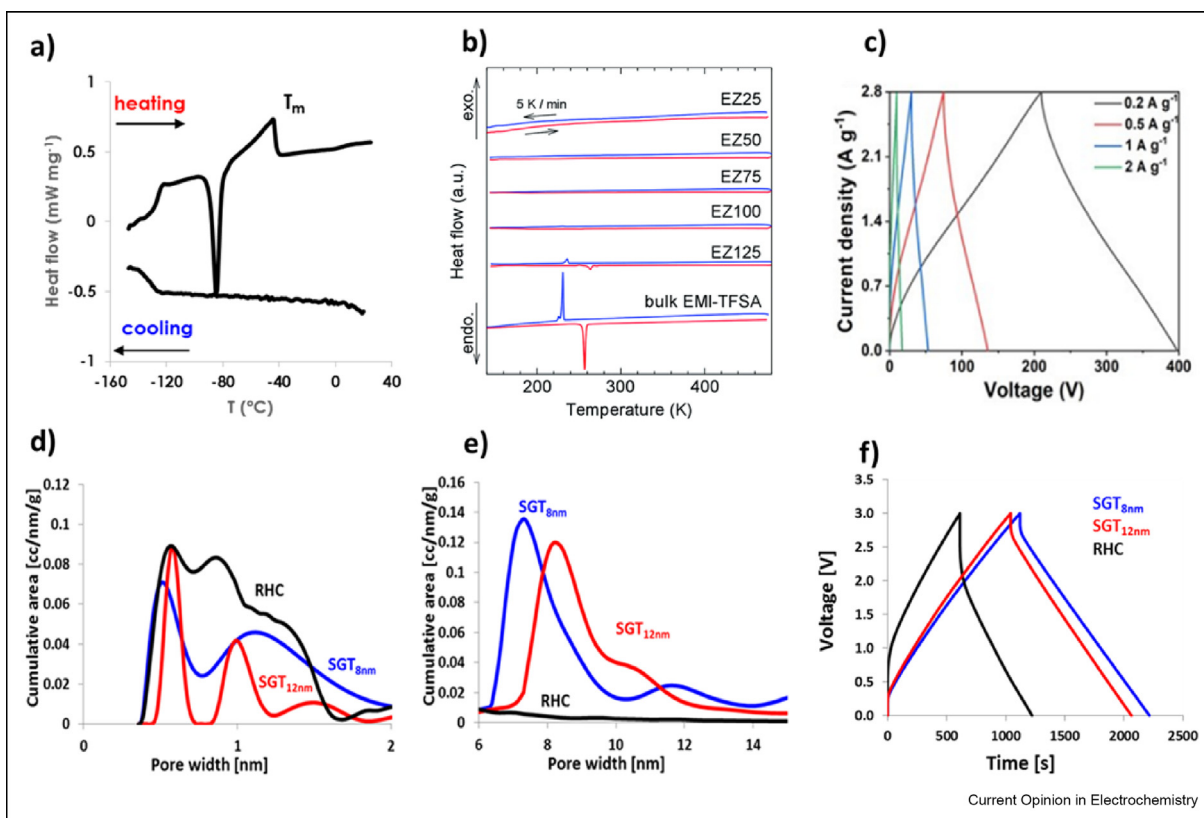 a)
1
0.5
0
-0.5
-1
Heat flow (mW mg⁻¹)
heating
Tm
cooling
-160 -120 -80 -40 0 40
T (°C)
b)
exo.
Heat flow (a.u.)
endo.
5 K / min
EZ25
EZ50
EZ75
EZ100
EZ125
bulk EMI-TFSA
200 300 400
Temperature (K)
c)
2.8
2.1
1.4
0.7
0.0
Current density (A g⁻¹)
0.2 A g⁻¹
0.5 A g⁻¹
1 A g⁻¹
2 A g⁻¹
0 100 200 300 400
Voltage (V)
d)
0.12
0.1
0.08
0.06
0.04
0.02
0
Cumulative area [cc/nm/g]
RHC
SGT8nm
SGT12nm
0 1 2
Pore width [nm]
e)
0.16
0.14
0.12
0.1
0.08
0.06
0.04
0.02
0
Cumulative area [cc/nm/g]
SGT8nm
SGT12nm
RHC
6 8 10 12 14
Pore width [nm]
f)
3.0
2.5
2.0
1.5
1.0
0.5
0.0
Voltage [V]
SGT8nm
SGT12nm
RHC
0 500 1000 1500 2000 2500
Time [s]
Current Opinion in Electrochemistry